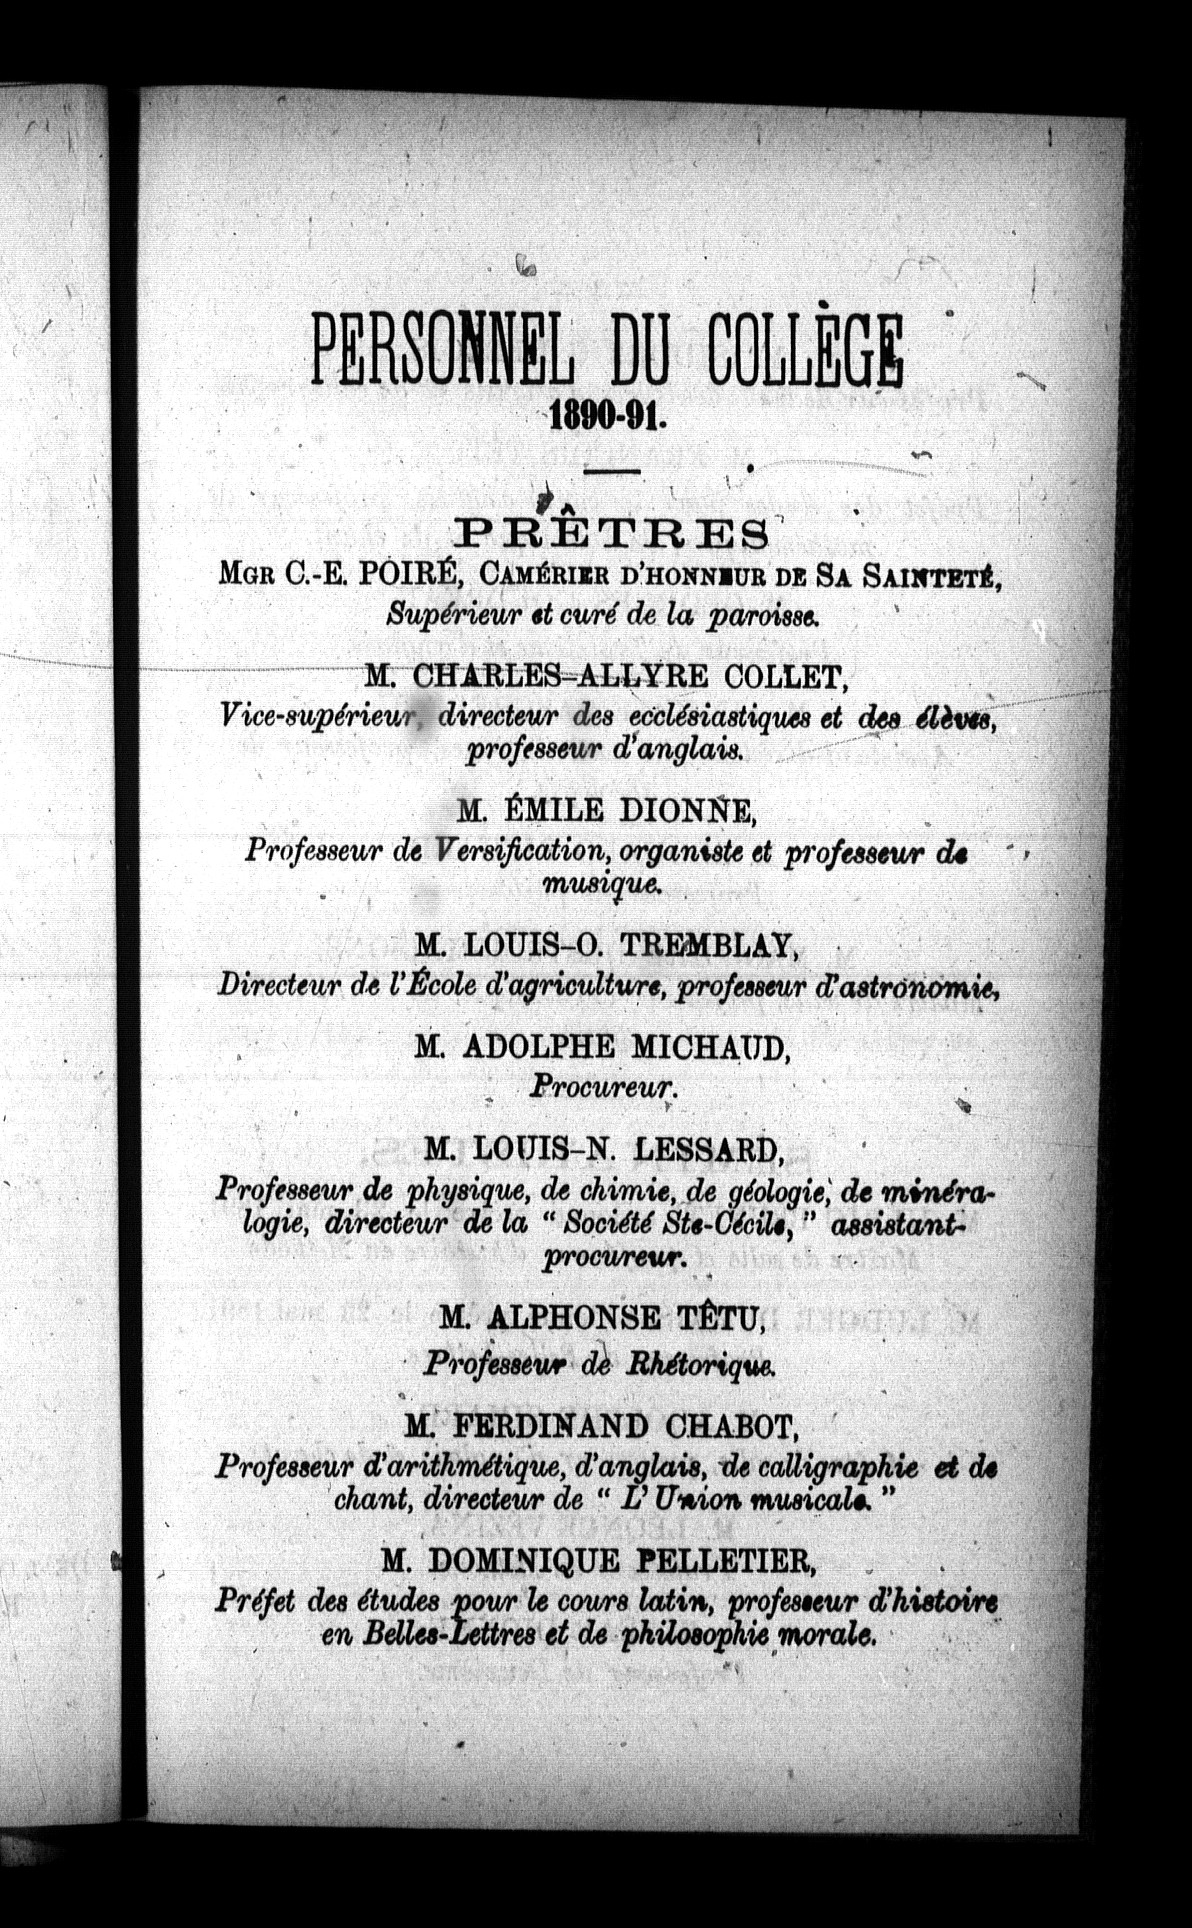 PERSONNEL DU COLLÈGE
1890-91.
PRÊTRES
MGR C.-E. POIRÉ, CAMÉRIER D'HONNEUR DE SA SAINTETÉ,
Supérieur et curé de la paroisse.
M. CHARLES-ALLYRE COLLET,
Vice-supérieur, directeur des ecclésiastiques et des élèves,
professeur d'anglais.
M. ÉMILE DIONNE,
Professeur de Versification, organiste et professeur de
musique.
M. LOUIS-O. TREMBLAY,
Directeur de l'École d'agriculture, professeur d'astronomie,
M. ADOLPHE MICHAUD,
Procureur.
M. LOUIS-N. LESSARD,
Professeur de physique, de chimie, de géologie, de minéra-
logie, directeur de la “ Société Ste-Cécile, ” assistant-
procureur.
M. ALPHONSE TÊTU,
Professeur de Rhétorique.
M. FERDINAND CHABOT,
Professeur d'arithmétique, d'anglais, de calligraphie et de
chant, directeur de “ L'Union musicale. ”
M. DOMINIQUE PELLETIER,
Préfet des études pour le cours latin, professeur d'histoire
en Belles-Lettres et de philosophie morale.